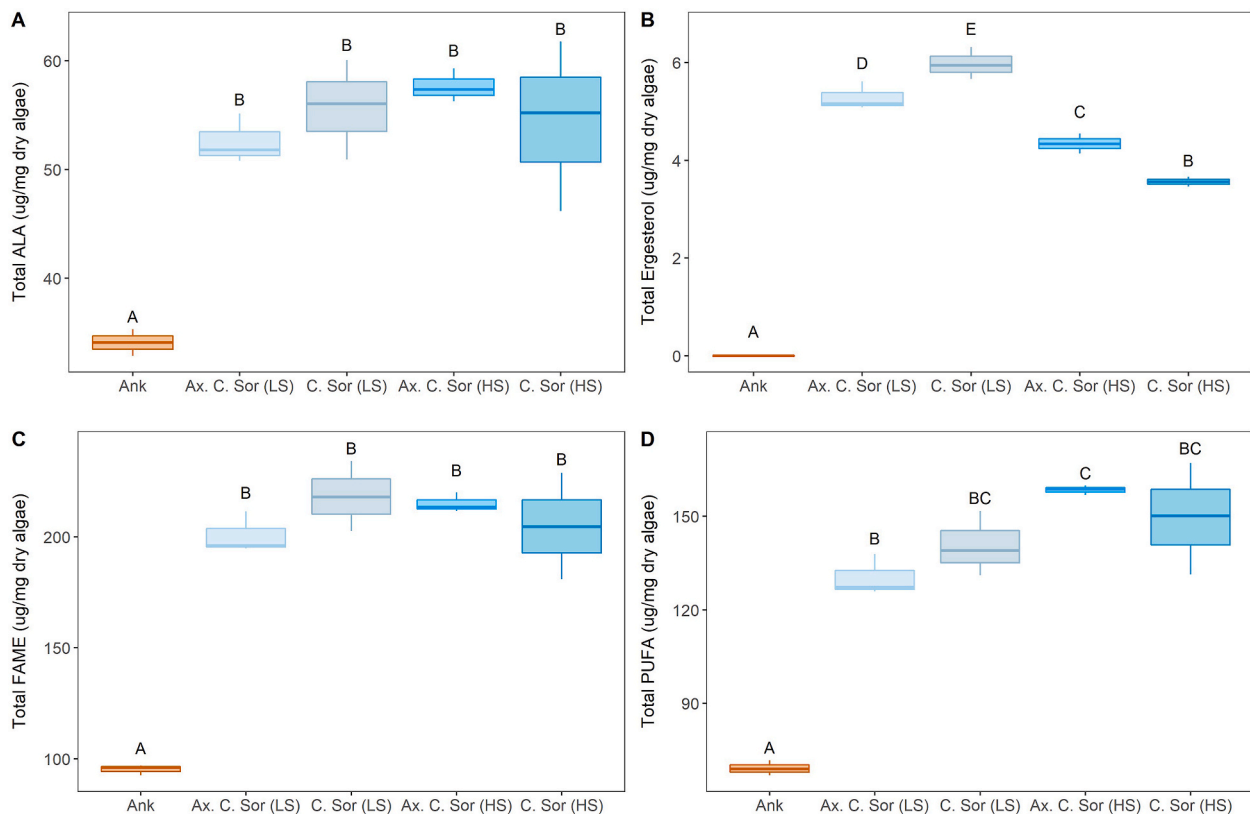 A
Total ALA (ug/mg dry algae)
60
50
40
A
B
B
B
B
Ank
Ax. C. Sor (LS)
C. Sor (LS)
Ax. C. Sor (HS)
C. Sor (HS)
B
Total Ergesterol (ug/mg dry algae)
6
4
2
0
A
D
E
C
B
Ank
Ax. C. Sor (LS)
C. Sor (LS)
Ax. C. Sor (HS)
C. Sor (HS)
C
Total FAME (ug/mg dry algae)
200
150
100
A
B
B
B
B
Ank
Ax. C. Sor (LS)
C. Sor (LS)
Ax. C. Sor (HS)
C. Sor (HS)
D
Total PUFA (ug/mg dry algae)
150
120
90
A
B
BC
C
BC
Ank
Ax. C. Sor (LS)
C. Sor (LS)
Ax. C. Sor (HS)
C. Sor (HS)